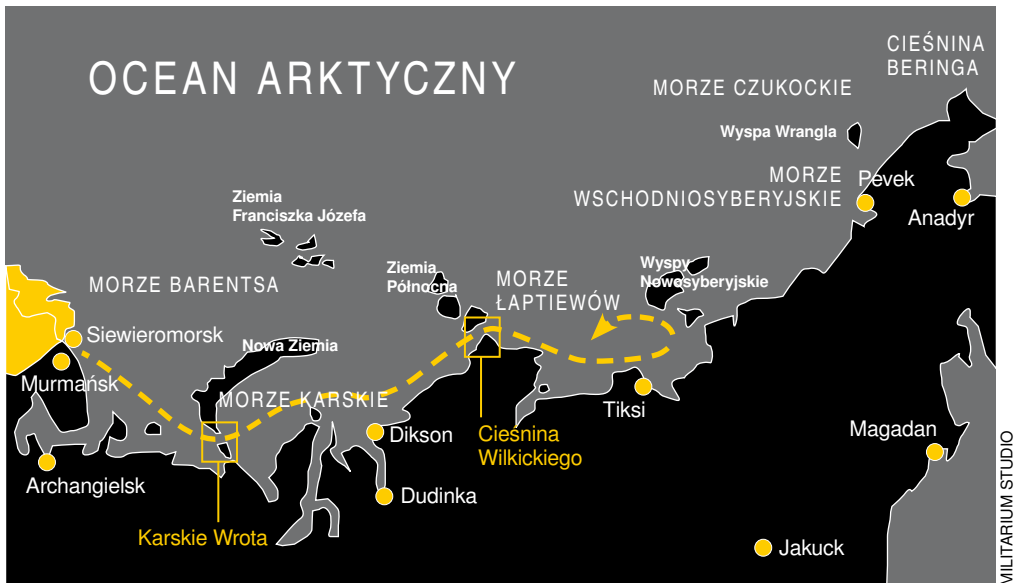 OCEAN ARKTYCZNY
CIEŚNINA
BERINGA
MORZE CZUKOCKIE
Wyspa Wrangla
MORZE
WSCHODNIOSYBERYJSKIE
Pevek
Anadyr
Ziemia
Franciszka Józefa
Ziemia
Północna
MORZE
ŁAPTIEWÓW
Wyspy
Nowosyberyjskie
MORZE BARENTSA
Siewieromorsk
Nowa Ziemia
Murmańsk
MORZE KARSKIE
Tiksi
Dikson
Cieśnina
Wilkickiego
Magadan
Archangielsk
Dudinka
Karskie Wrota
Jakuck
MILITARIUM STUDIO